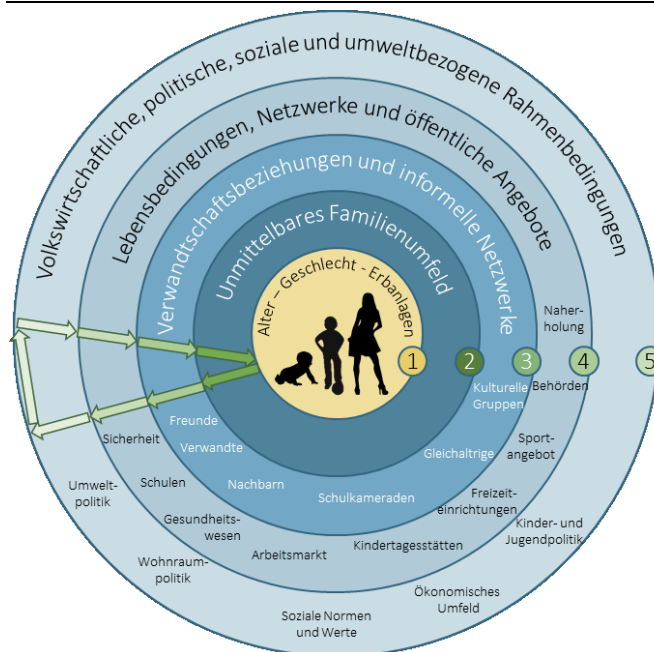 Volkswirtschaftliche, politische, soziale und umweltbezogene Rahmenbedingungen
Lebensbedingungen, Netzwerke und öffentliche Angebote
Verwandtschaftsbeziehungen und informelle Netzwerke
Unmittelbares Familienumfeld
Alter – Geschlecht - Erbanlagen
1
2
3
4
5
Naher-
holung
Behörden
Kulturelle
Gruppen
Sport-
angebot
Gleichaltrige
Freizeit-
einrichtungen
Kinder- und
Jugendpolitik
Freunde
Verwandte
Nachbarn
Schulkameraden
Sicherheit
Schulen
Gesundheits-
wesen
Arbeitsmarkt
Kindertagesstätten
Umwelt-
politik
Wohnraum-
politik
Soziale Normen
und Werte
Ökonomisches
Umfeld